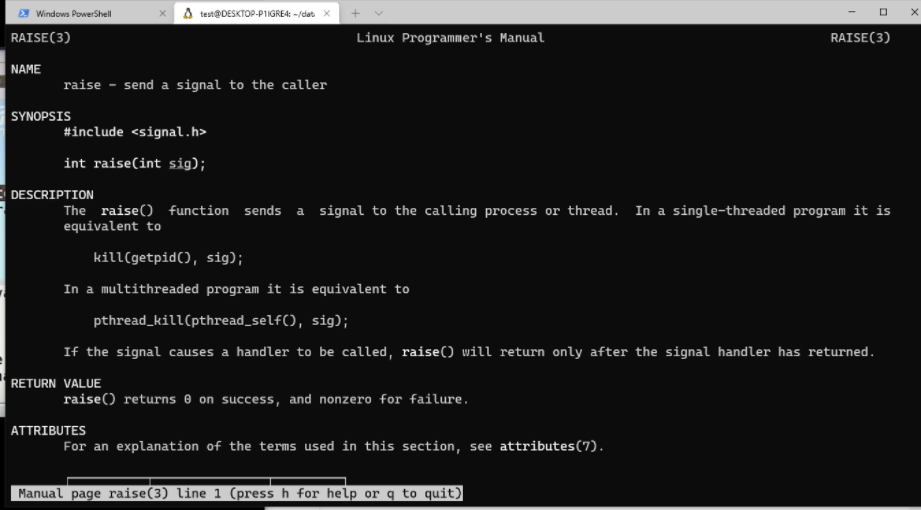 Windows PowerShell
test@DESKTOP-P1IGRE4: ~/dat
RAISE(3) Linux Programmer's Manual RAISE(3)
NAME
raise - send a signal to the caller
SYNOPSIS
#include <signal.h>
int raise(int sig);
DESCRIPTION
The raise() function sends a signal to the calling process or thread. In a single-threaded program it is
equivalent to
kill(getpid(), sig);
In a multithreaded program it is equivalent to
pthread_kill(pthread_self(), sig);
If the signal causes a handler to be called, raise() will return only after the signal handler has returned.
RETURN VALUE
raise() returns 0 on success, and nonzero for failure.
ATTRIBUTES
For an explanation of the terms used in this section, see attributes(7).
Manual page raise(3) line 1 (press h for help or q to quit)